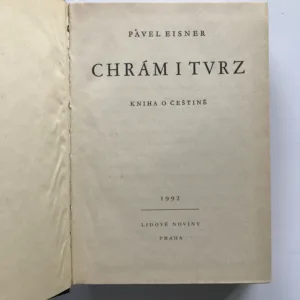 PAVEL EISNER
CHRÁM I TVRZ
KNIHA O ČEŠTINĚ
1992
LIDOVÉ NOVINY
PRAHA